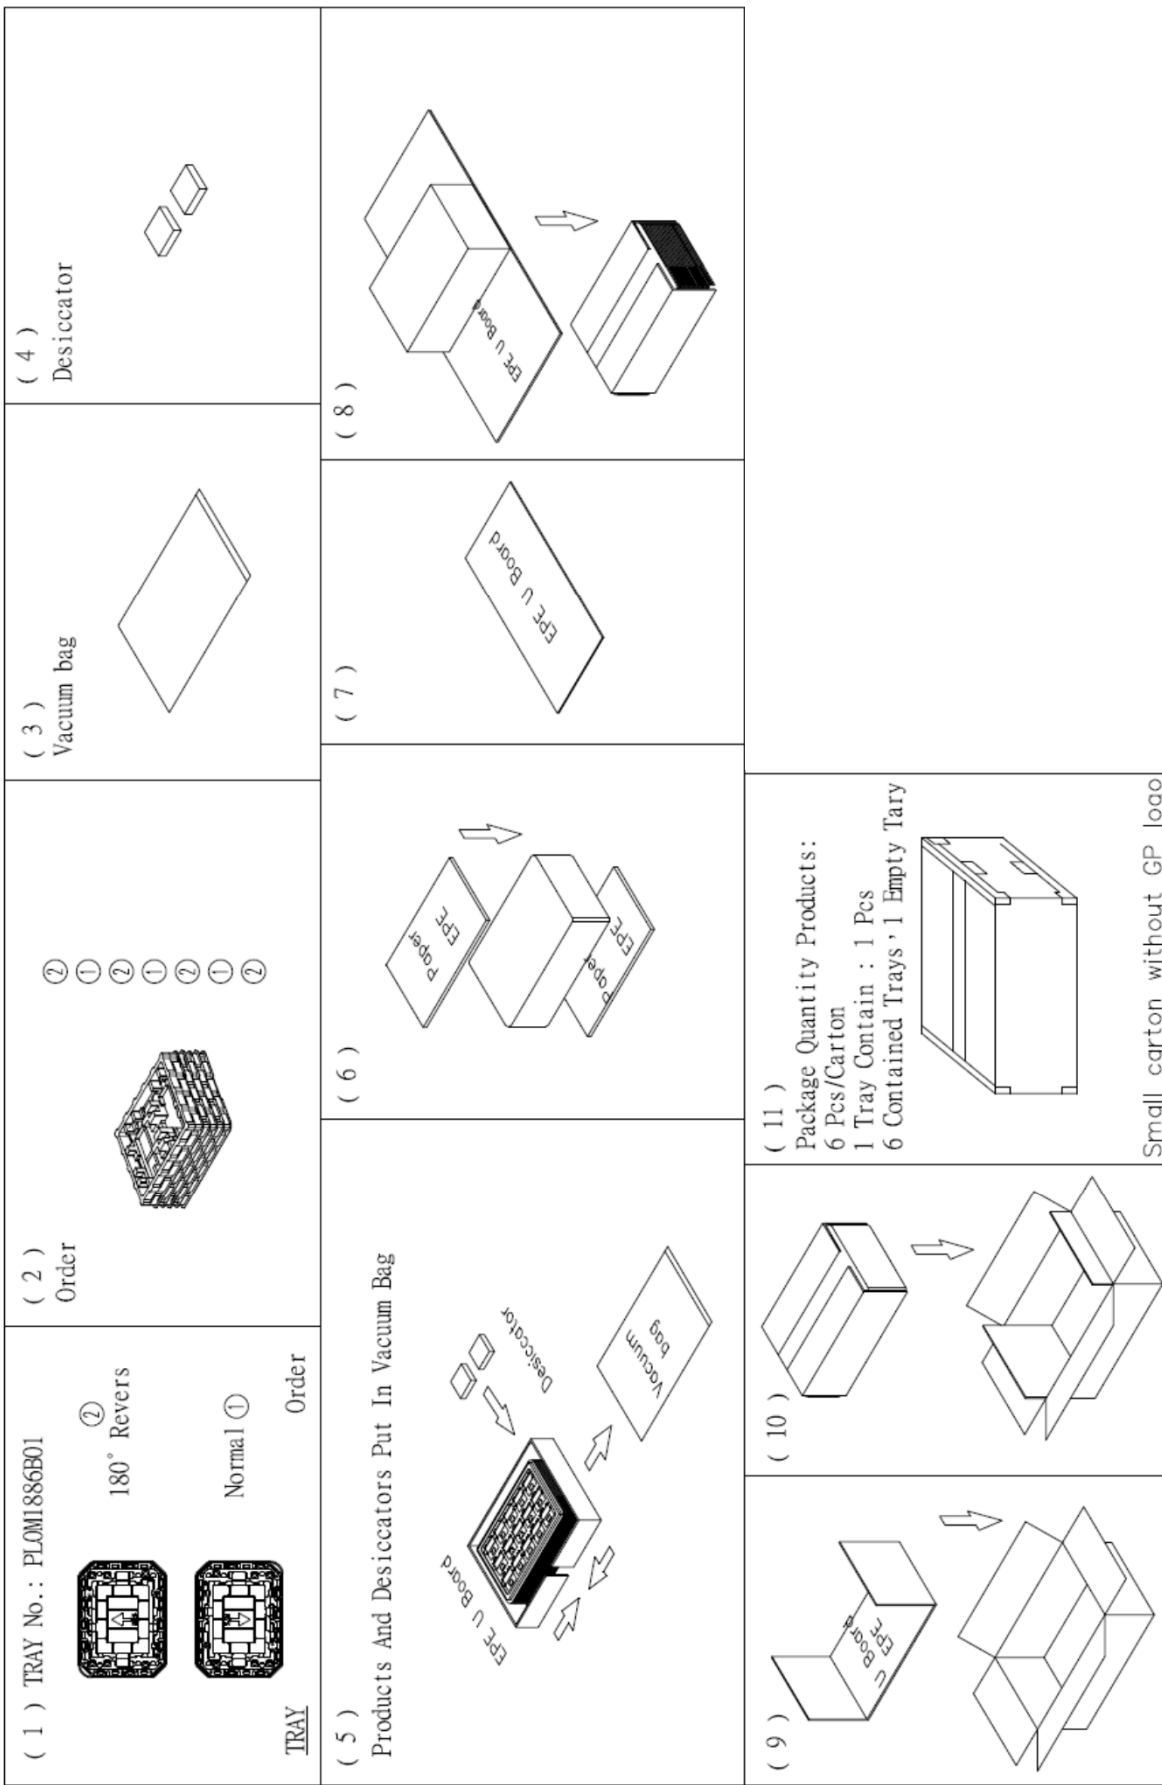 ( 1 ) TRAY No.: PLOM1886B01
②
180° Revers
Normal ①
TRAY
Order
( 2 )
Order
②
①
②
①
②
①
②
( 3 )
Vacuum bag
( 4 )
Desiccator
( 5 )
Products And Desiccators Put In Vacuum Bag
EPE U Board
Desiccator
Vacuum
bag
( 6 )
Paper
EPE
Paper
EPE
( 7 )
EPE U Board
( 8 )
EPE U Board
( 9 )
U
Board
EPE
( 10 )
( 11 )
Package Quantity Products:
6 Pcs/Carton
1 Tray Contain : 1 Pcs
6 Contained Trays , 1 Empty Tary
Small carton without GP logo